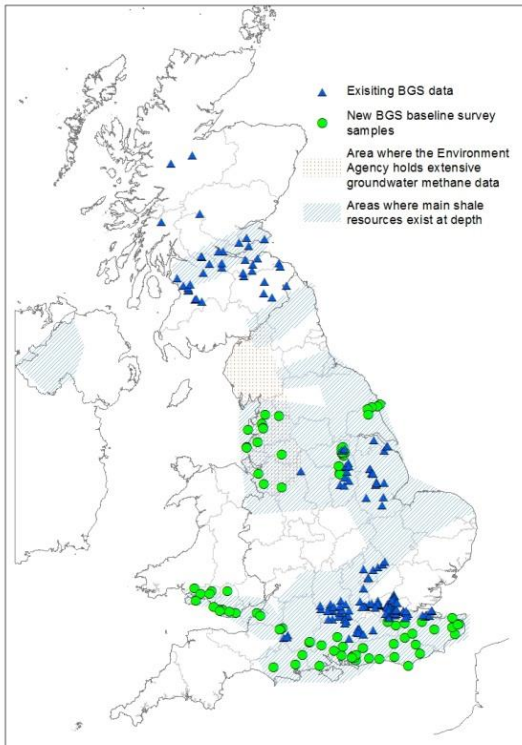 Exisiting BGS data
New BGS baseline survey
samples
Area where the Environment
Agency holds extensive
groundwater methane data
Areas where main shale
resources exist at depth